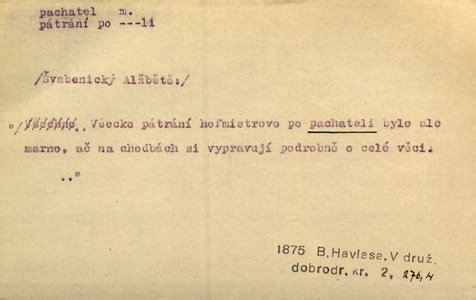 pachatel m.
pátrání po ---li
/Švabenický Alžbětě:/
"/ .. Všecko pátrání hofmistrovo po pachateli bylo ale
marno, ač na chodbách si vypravují podrobně o celé věci.
.."
1875 B. Havlasa. V druž.
dobrodr. kr. 2, 276,4